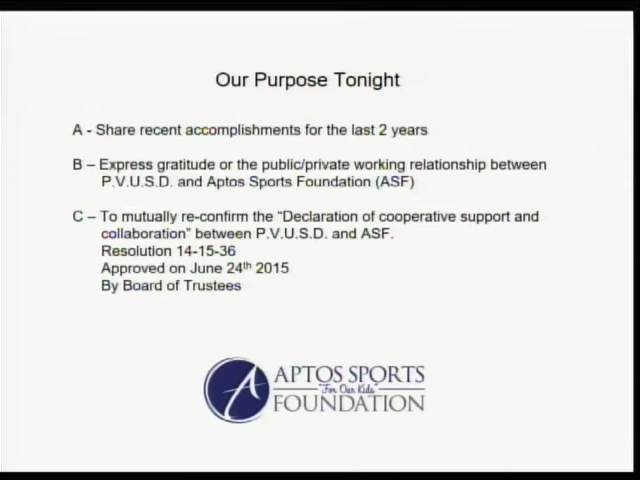 Our Purpose Tonight
A - Share recent accomplishments for the last 2 years
B – Express gratitude or the public/private working relationship between
P.V.U.S.D. and Aptos Sports Foundation (ASF)
C – To mutually re-confirm the “Declaration of cooperative support and
collaboration” between P.V.U.S.D. and ASF.
Resolution 14-15-36
Approved on June 24th 2015
By Board of Trustees
APTOS SPORTS
"For Our Kids"
FOUNDATION